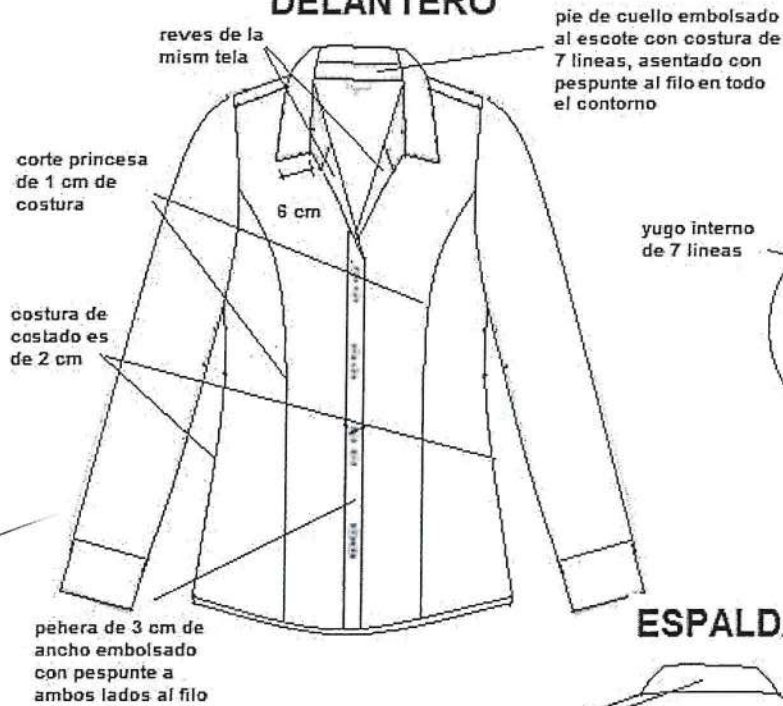 DELANTERO
reves de la
mism tela
pie de cuello embolsado
al escote con costura de
7 lineas, asentado con
pespunte al filo en todo
el contorno
corte princesa
de 1 cm de
costura
6 cm
yugo interno
de 7 lineas
costura de
costado es
de 2 cm
pehera de 3 cm de
ancho embolsado
con pespunte a
ambos lados al filo
ESPALDA